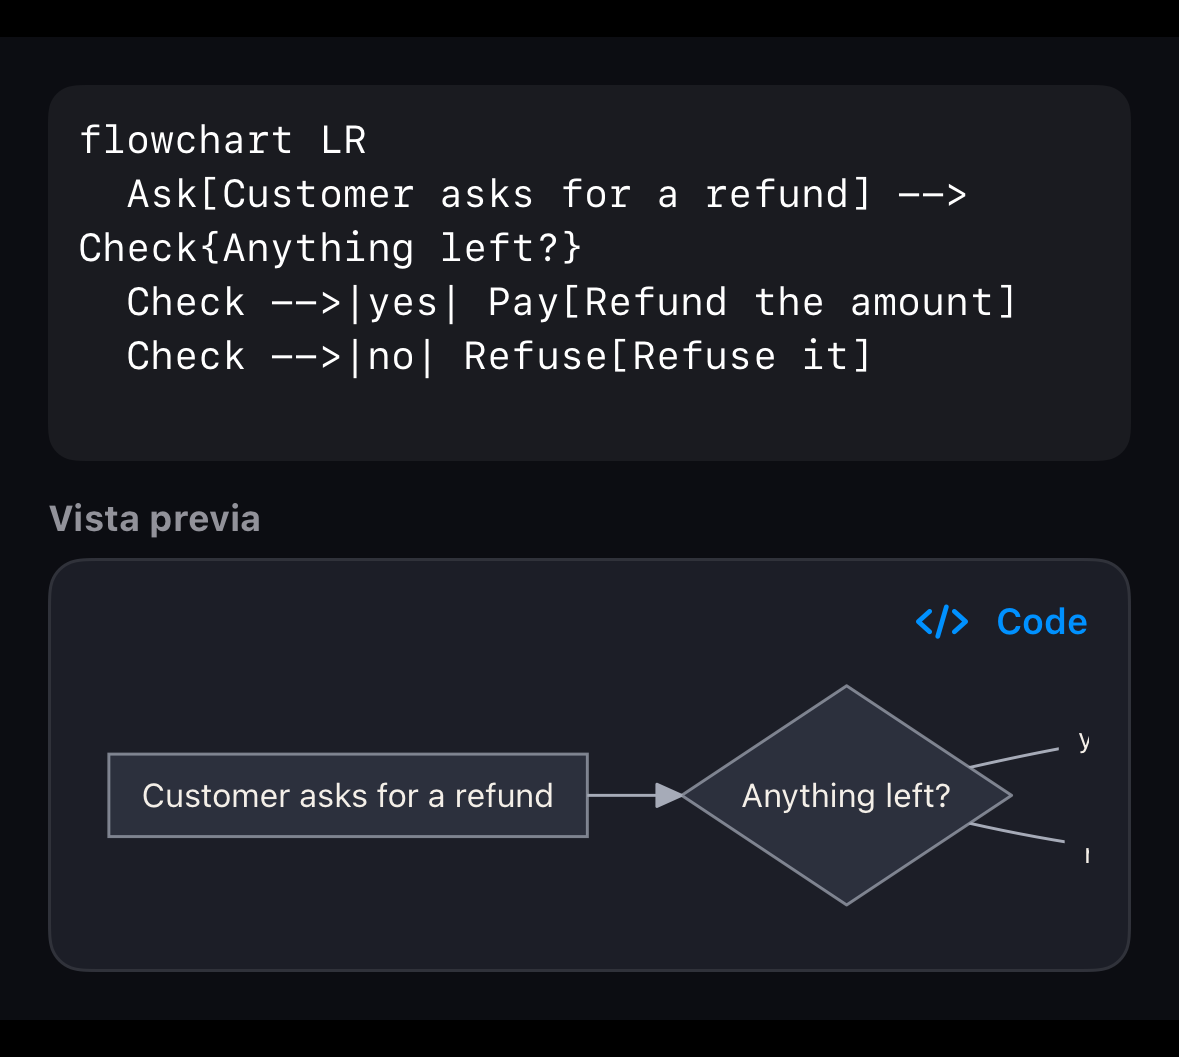 flowchart LR
  Ask[Customer asks for a refund] -->
Check{Anything left?}
  Check -->|yes| Pay[Refund the amount]
  Check -->|no| Refuse[Refuse it]
Vista previa
</> Code
Customer asks for a refund
Anything left?